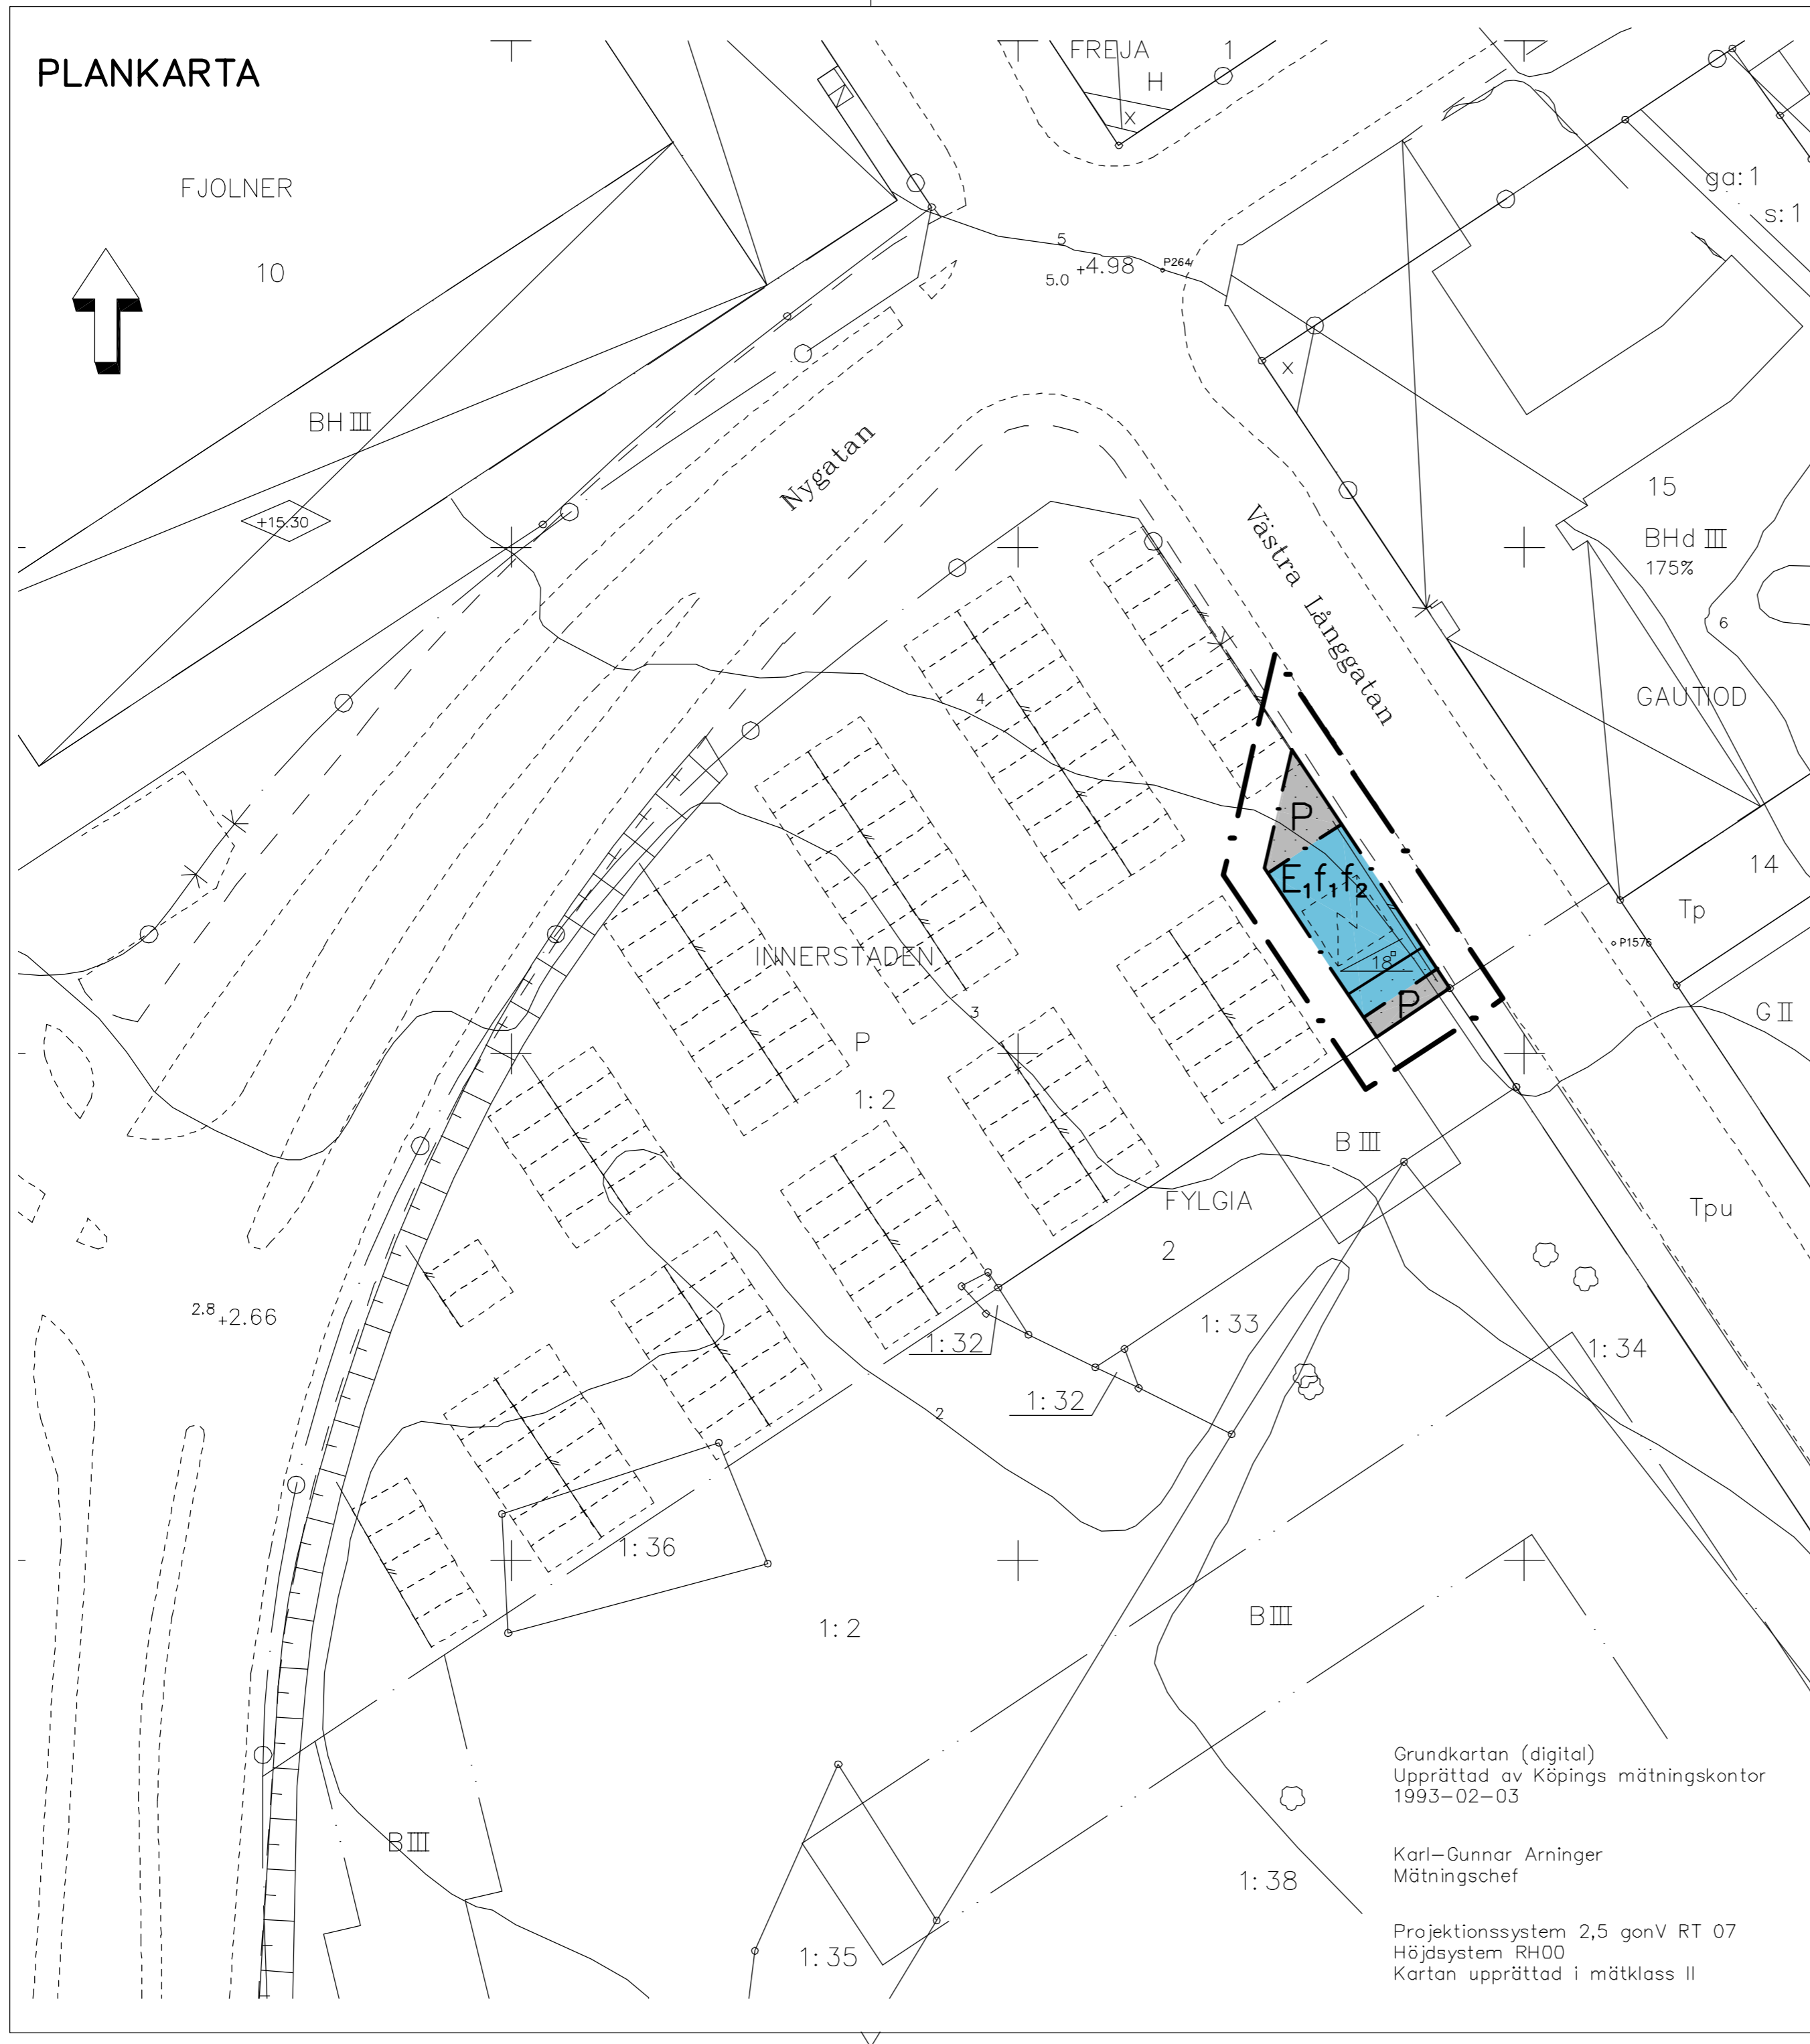 PLANKARTA
FREJA 1
H
x
FJOLNER
10
ga:1
s:1
5
5.0 +4.98
P264
x
BH III
+15.30
Nygatan
Västra Långgatan
15
BHd III
175%
6
4
GAUTIOD
P
E₁f₁f₂
14
Tp
P1576
INNERSTADEN
18°
P
G II
3
P
1:2
B III
FYLGIA
2
Tpu
2.8 +2.66
1:32
1:33
1:34
1:32
2
1:36
1:2
B III
B III
1:38
1:35
Grundkartan (digital)
Upprättad av Köpings mätningskontor
1993-02-03
Karl-Gunnar Arninger
Mätningschef
Projektionssystem 2,5 gonV RT 07
Höjdsystem RH00
Kartan upprättad i mätklass II